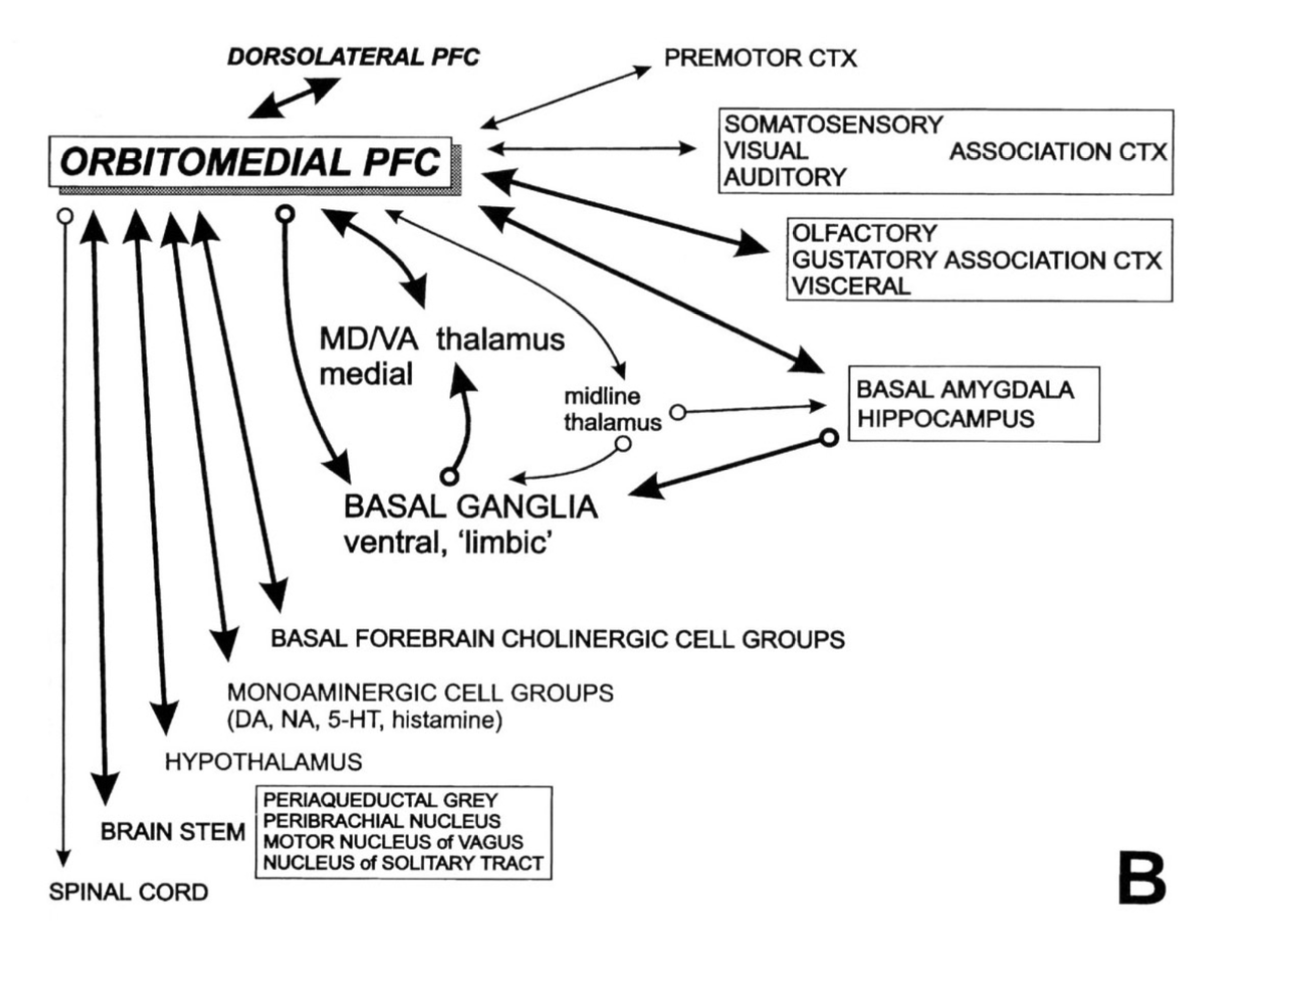 DORSOLATERAL PFC
PREMOTOR CTX
ORBITOMEDIAL PFC
SOMATOSENSORY
VISUAL ASSOCIATION CTX
AUDITORY
OLFACTORY
GUSTATORY ASSOCIATION CTX
VISCERAL
MD/VA thalamus
medial
midline
thalamus
BASAL AMYGDALA
HIPPOCAMPUS
BASAL GANGLIA
ventral, ‘limbic’
BASAL FOREBRAIN CHOLINERGIC CELL GROUPS
MONOAMINERGIC CELL GROUPS
(DA, NA, 5-HT, histamine)
HYPOTHALAMUS
BRAIN STEM
PERIAQUEDUCTAL GREY
PERIBRACHIAL NUCLEUS
MOTOR NUCLEUS of VAGUS
NUCLEUS of SOLITARY TRACT
SPINAL CORD
B